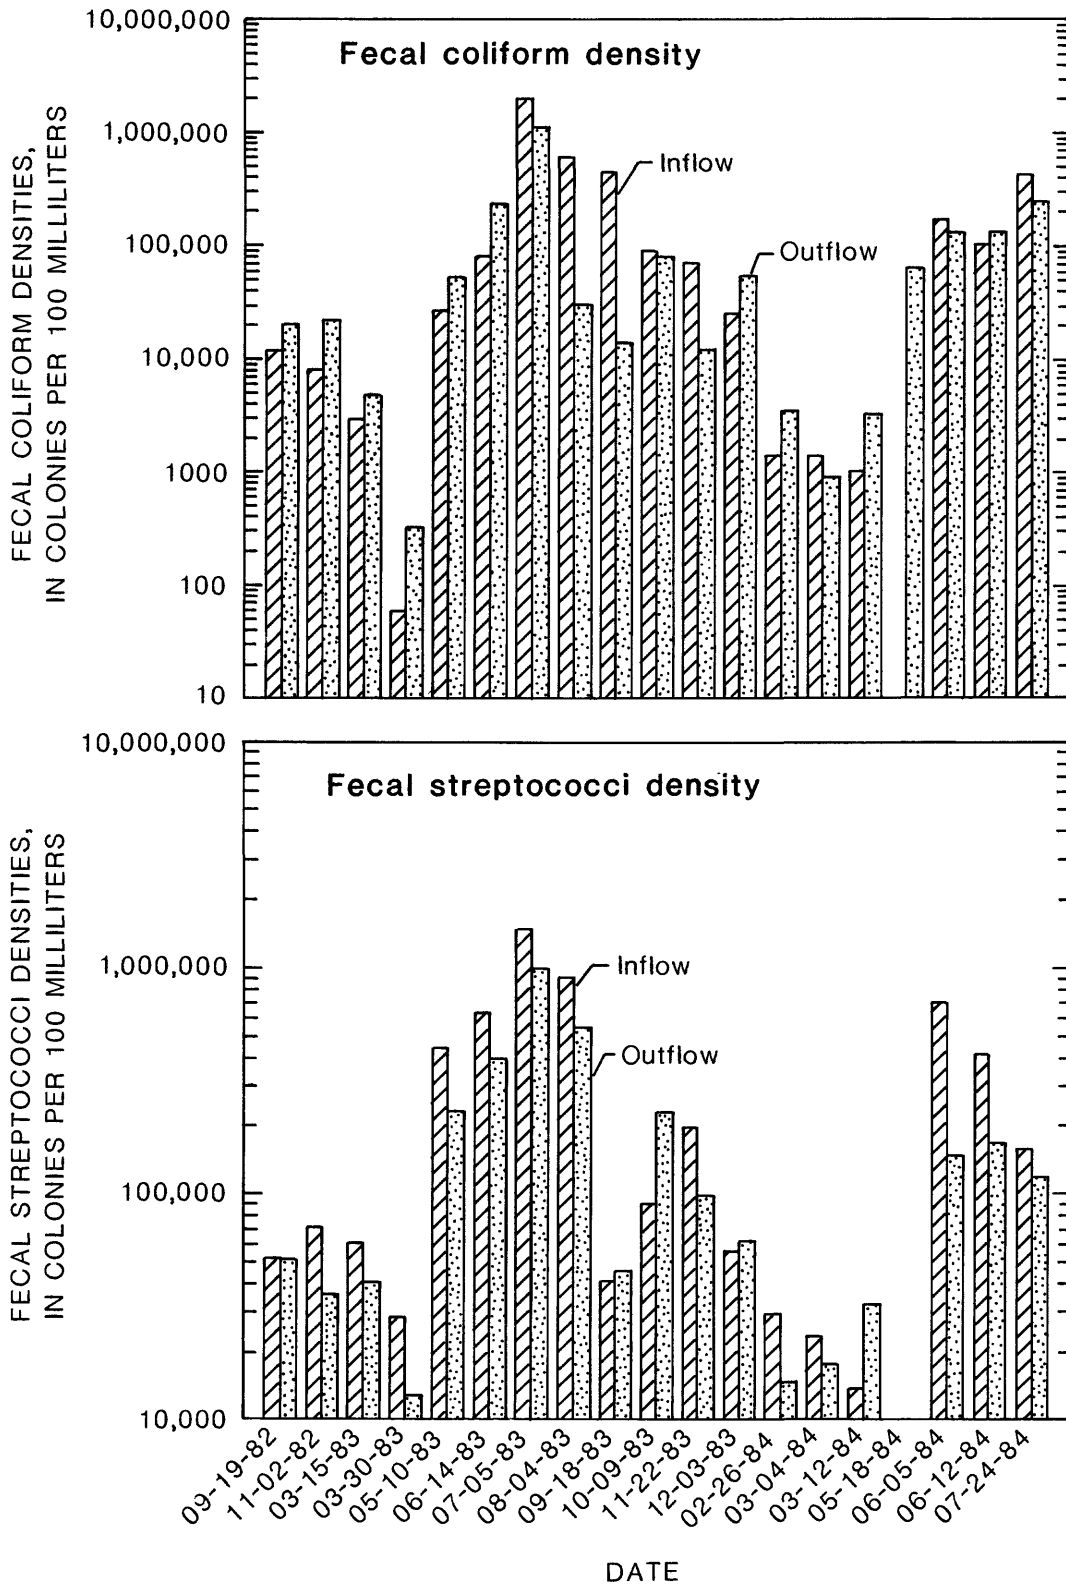 Fecal coliform density
FECAL COLIFORM DENSITIES,
IN COLONIES PER 100 MILLILITERS
10,000,000
1,000,000
100,000
10,000
1000
100
10
Inflow
Outflow
Fecal streptococci density
FECAL STREPTOCOCCI DENSITIES,
IN COLONIES PER 100 MILLILITERS
10,000,000
1,000,000
100,000
10,000
Inflow
Outflow
09-19-82
11-02-82
03-15-83
03-30-83
05-10-83
06-14-83
07-05-83
08-04-83
09-18-83
10-09-83
11-22-83
12-03-83
02-26-84
03-04-84
03-12-84
05-18-84
06-05-84
06-12-84
07-24-84
DATE